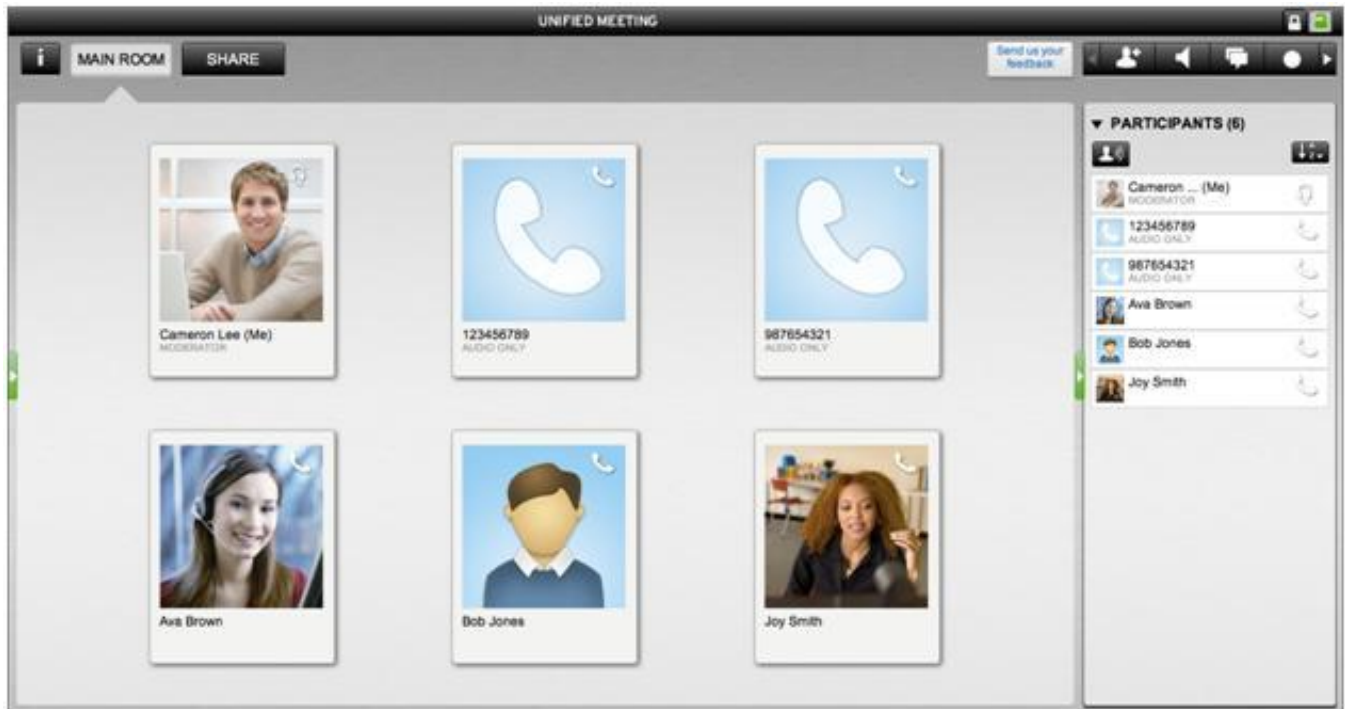 UNIFIED MEETING
i
MAIN ROOM
SHARE
Send us your
feedback
PARTICIPANTS (6)
Cameron Lee (Me)
MODERATOR
123456789
AUDIO ONLY
987654321
AUDIO ONLY
Ava Brown
Bob Jones
Joy Smith
Cameron ... (Me)
MODERATOR
123456789
AUDIO ONLY
987654321
AUDIO ONLY
Ava Brown
Bob Jones
Joy Smith